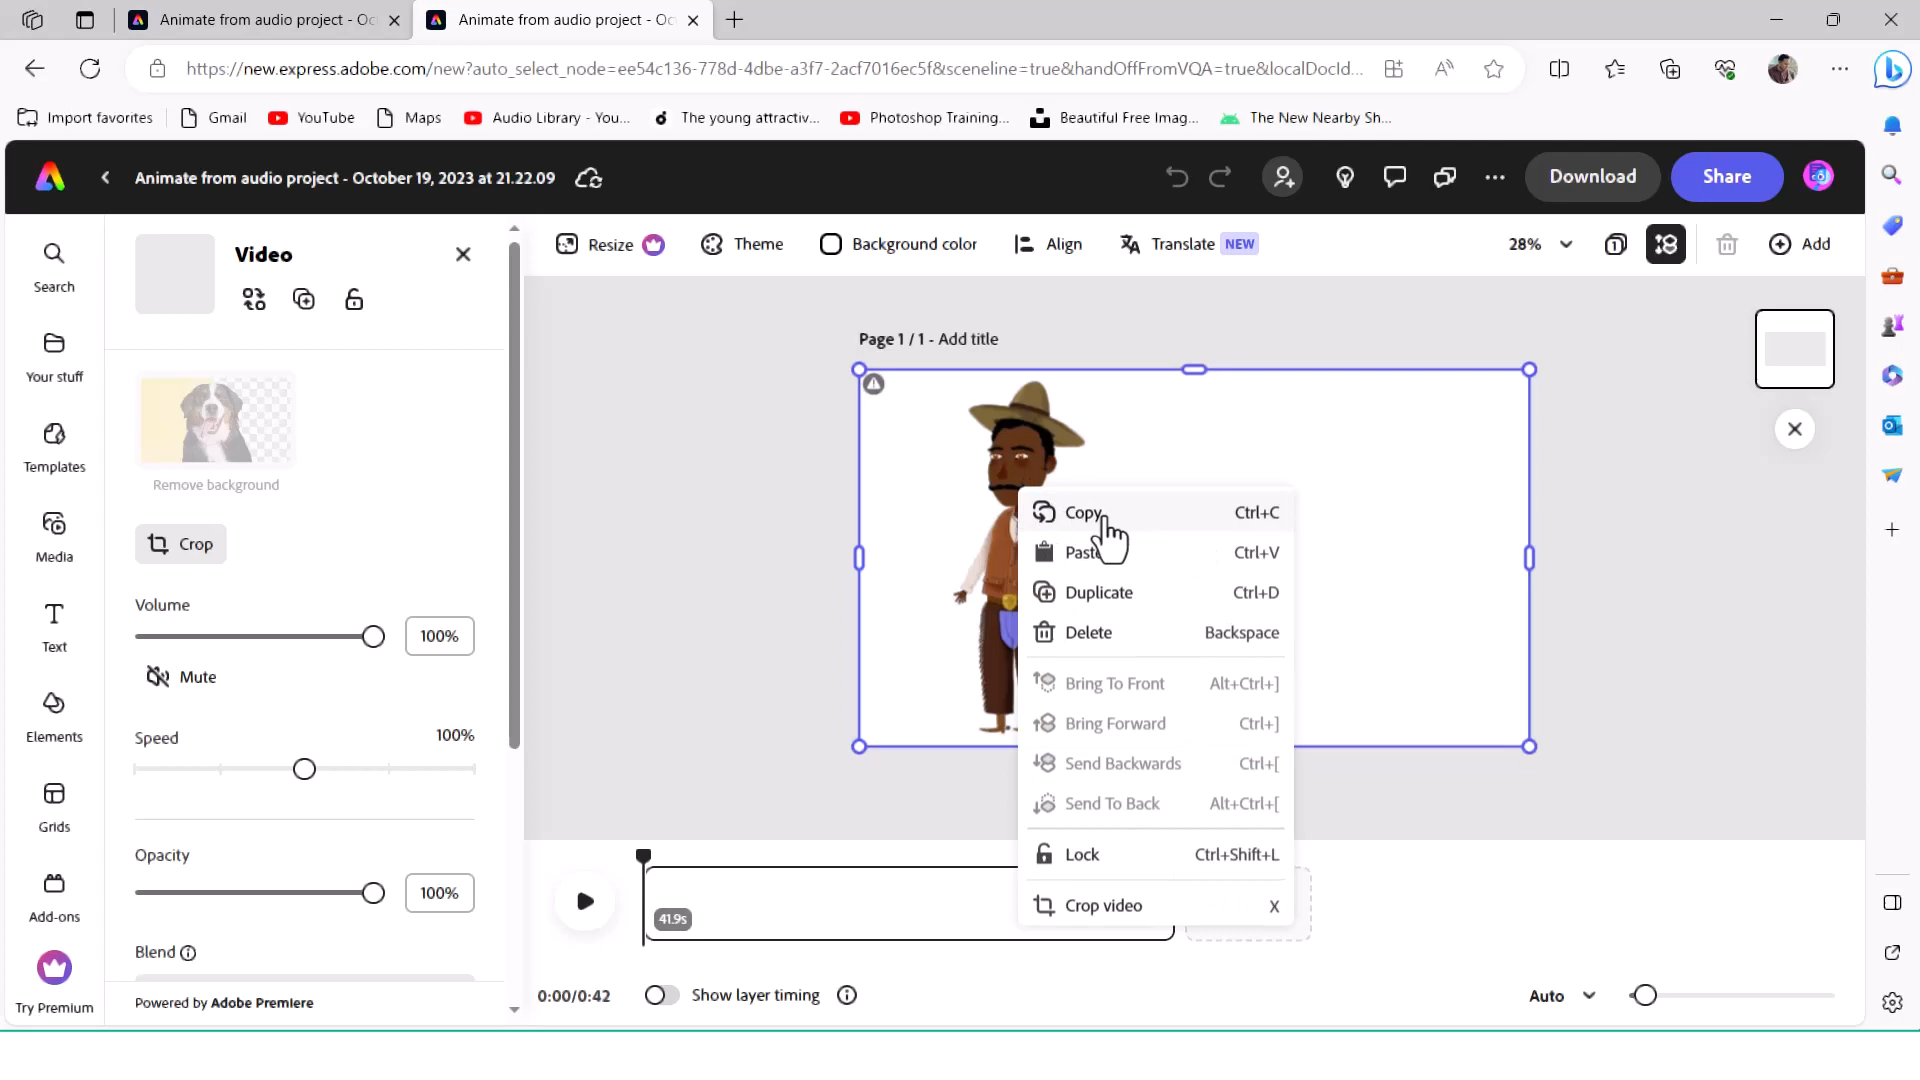 Animate from audio project - Oc
Animate from audio project - Oc
https://new.express.adobe.com/new?auto_select_node=ee54c136-778d-4dbe-a3f7-2acf7016ec5f&sceneline=true&handOffFromVQA=true&localDocId...
Import favorites
Gmail
YouTube
Maps
Audio Library - You...
The young attractiv...
Photoshop Training...
Beautiful Free Imag...
The New Nearby Sh...
Animate from audio project - October 19, 2023 at 21.22.09
Download
Share
Search
Your stuff
Templates
Media
Text
Elements
Grids
Add-ons
Try Premium
Video
Remove background
Crop
Volume
100%
Mute
Speed
100%
Opacity
100%
Blend
Powered by Adobe Premiere
Resize
Theme
Background color
Align
Translate NEW
28%
1
Add
Page 1 / 1 - Add title
Copy Ctrl+C
Paste Ctrl+V
Duplicate Ctrl+D
Delete Backspace
Bring To Front Alt+Ctrl+]
Bring Forward Ctrl+]
Send Backwards Ctrl+[
Send To Back Alt+Ctrl+[
Lock Ctrl+Shift+L
Crop video X
41.9s
0:00/0:42
Show layer timing
Auto